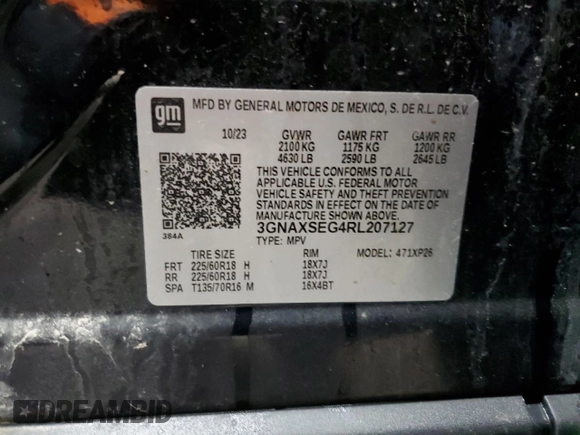 gm
MFD BY GENERAL MOTORS DE MEXICO, S. DE R.L. DE C.V.
10/23 GVWR GAWR FRT GAWR RR
2100 KG 1175 KG 1200 KG
4630 LB 2590 LB 2645 LB
THIS VEHICLE CONFORMS TO ALL
APPLICABLE U.S. FEDERAL MOTOR
VEHICLE SAFETY AND THEFT PREVENTION
STANDARDS IN EFFECT ON THE DATE OF
MANUFACTURE SHOWN ABOVE.
384A
3GNAXSEG4RL207127
TYPE: MPV MODEL: 471XP26
TIRE SIZE RIM
FRT 225/60R18 H 18X7J
RR 225/60R18 H 18X7J
SPA T135/70R16 M 16X4BT
DREAMBID